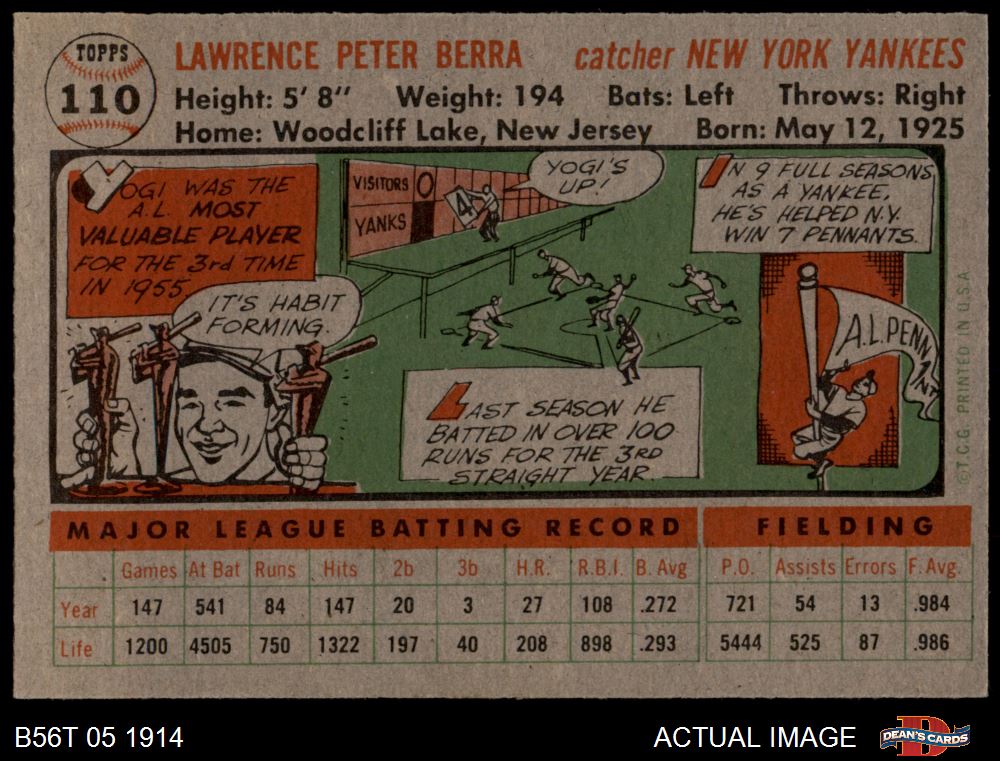 TOPPS
110
LAWRENCE PETER BERRA catcher NEW YORK YANKEES
Height: 5' 8" Weight: 194 Bats: Left Throws: Right
Home: Woodcliff Lake, New Jersey Born: May 12, 1925
YOGI WAS THE
A.L. MOST
VALUABLE PLAYER
FOR THE 3rd TIME
IN 1955
IT'S HABIT
FORMING.
VISITORS 0
YANKS
4
YOGI'S
UP!
LAST SEASON HE
BATTED IN OVER 100
RUNS FOR THE 3RD
STRAIGHT YEAR.
IN 9 FULL SEASONS
AS A YANKEE,
HE'S HELPED N.Y.
WIN 7 PENNANTS.
A.L. PENNANT
©T.C.G. PRINTED IN U.S.A.
MAJOR LEAGUE BATTING RECORD FIELDING
Games At Bat Runs Hits 2b 3b H.R. R.B.I. B. Avg P.O. Assists Errors F. Avg.
Year 147 541 84 147 20 3 27 108 .272 721 54 13 .984
Life 1200 4505 750 1322 197 40 208 898 .293 5444 525 87 .986
B56T 05 1914 ACTUAL IMAGE
D
DEAN'S CARDS